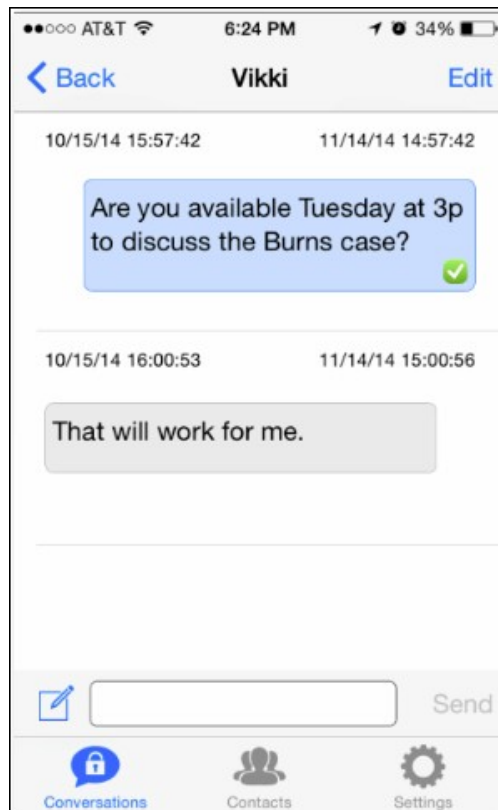 AT&T 6:24 PM 34%
Back Vikki Edit
10/15/14 15:57:42 11/14/14 14:57:42
Are you available Tuesday at 3p
to discuss the Burns case?
10/15/14 16:00:53 11/14/14 15:00:56
That will work for me.
Send
Conversations Contacts Settings